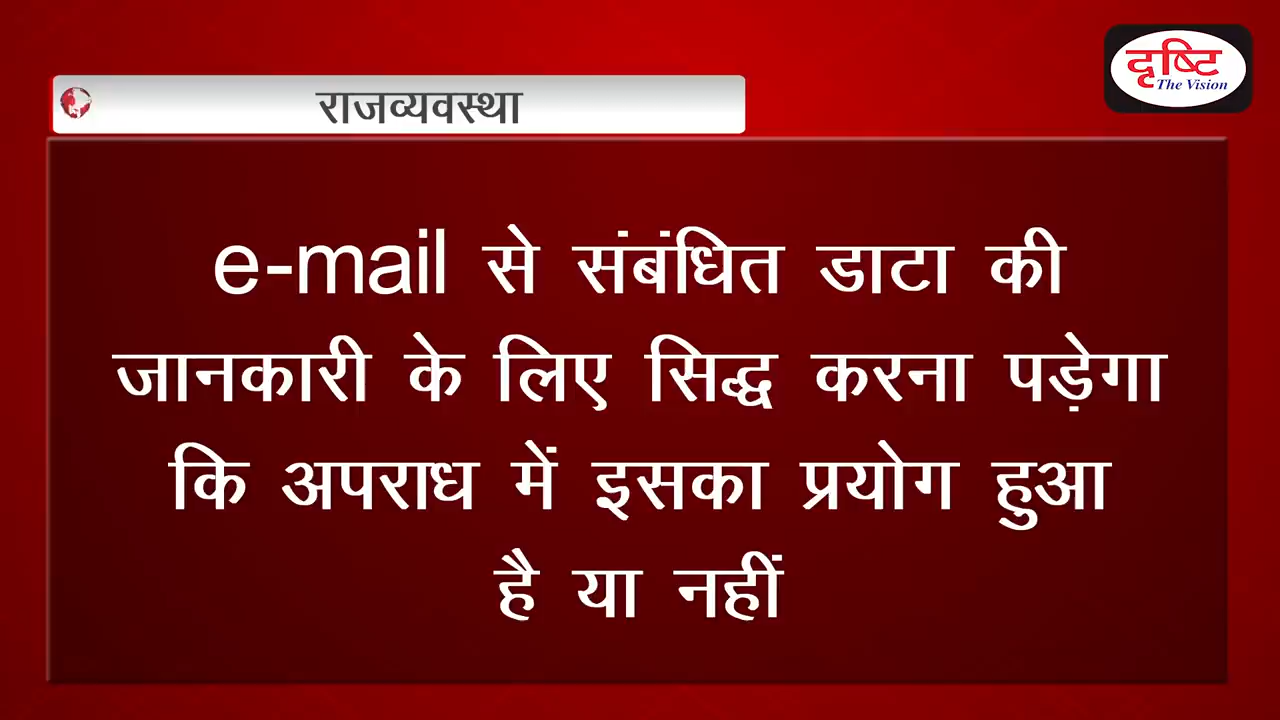 राजव्यवस्था
दृष्टि
The Vision
e-mail से संबंधित डाटा की
जानकारी के लिए सिद्ध करना पड़ेगा
कि अपराध में इसका प्रयोग हुआ
है या नहीं